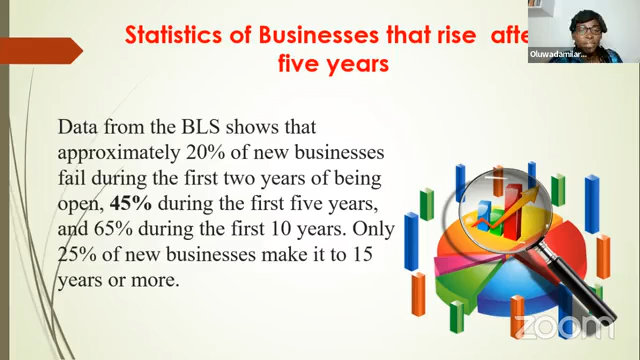 Statistics of Businesses that rise afte
five years
Oluwadamilar...
Data from the BLS shows that
approximately 20% of new businesses
fail during the first two years of being
open, 45% during the first five years,
and 65% during the first 10 years. Only
25% of new businesses make it to 15
years or more.
zoom